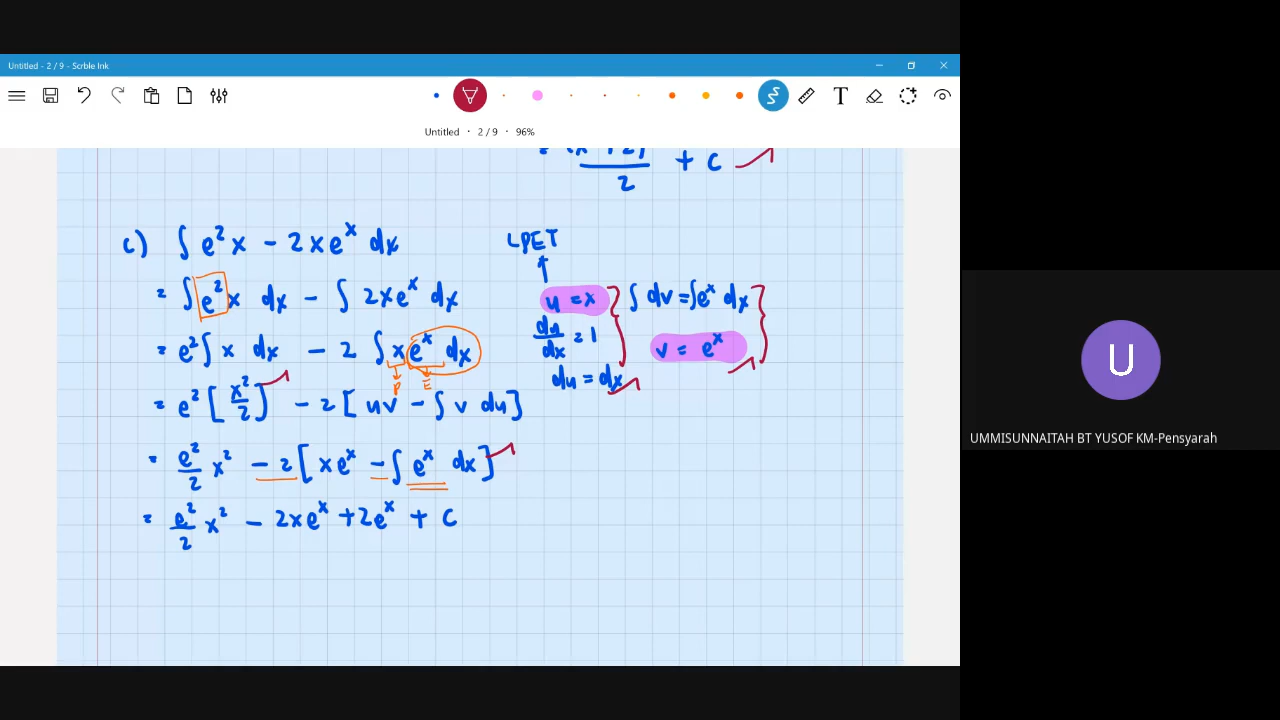 Untitled - 2 / 9 - Scrble Ink
Untitled · 2 / 9 · 96%
2 + c
c) ∫ e²x - 2xeˣ dx
= ∫ e²x dx - ∫ 2xeˣ dx
= e² ∫ x dx - 2 ∫ x eˣ dx
P E
= e² [x²/2] - 2 [uv - ∫ v du]
= e²/2 x² - 2 [xeˣ - ∫ eˣ dx]
= e²/2 x² - 2xeˣ + 2eˣ + c
LPET
u = x ∫ dv = ∫ eˣ dx
du/dx = 1 v = eˣ
du = dx
U
UMMISUNNAITAH BT YUSOF KM-Pensyarah